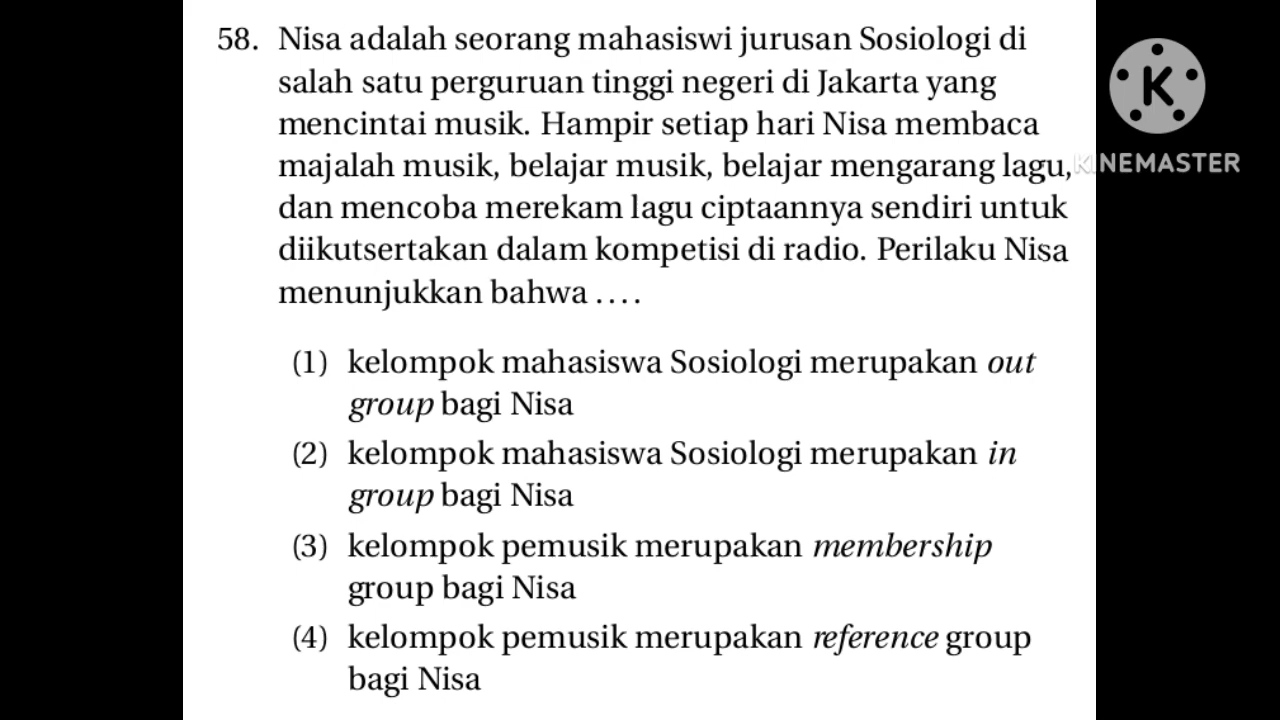 58. Nisa adalah seorang mahasiswi jurusan Sosiologi di
salah satu perguruan tinggi negeri di Jakarta yang
mencintai musik. Hampir setiap hari Nisa membaca
majalah musik, belajar musik, belajar mengarang lagu,
dan mencoba merekam lagu ciptaannya sendiri untuk
diikutsertakan dalam kompetisi di radio. Perilaku Nisa
menunjukkan bahwa ....
(1) kelompok mahasiswa Sosiologi merupakan out
group bagi Nisa
(2) kelompok mahasiswa Sosiologi merupakan in
group bagi Nisa
(3) kelompok pemusik merupakan membership
group bagi Nisa
(4) kelompok pemusik merupakan reference group
bagi Nisa
K
KINEMASTER